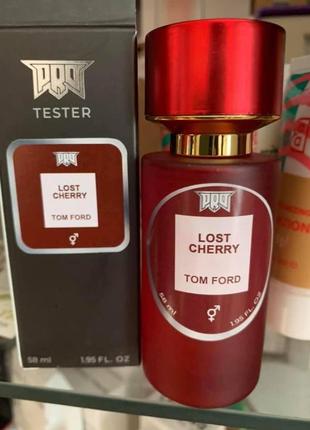 PRO
TESTER
PRO
LOST
CHERRY
TOM FORD
58 ml 1.95 FL. OZ
PRO
LOST
CHERRY
TOM FORD
58 ml 1.95 FL. OZ